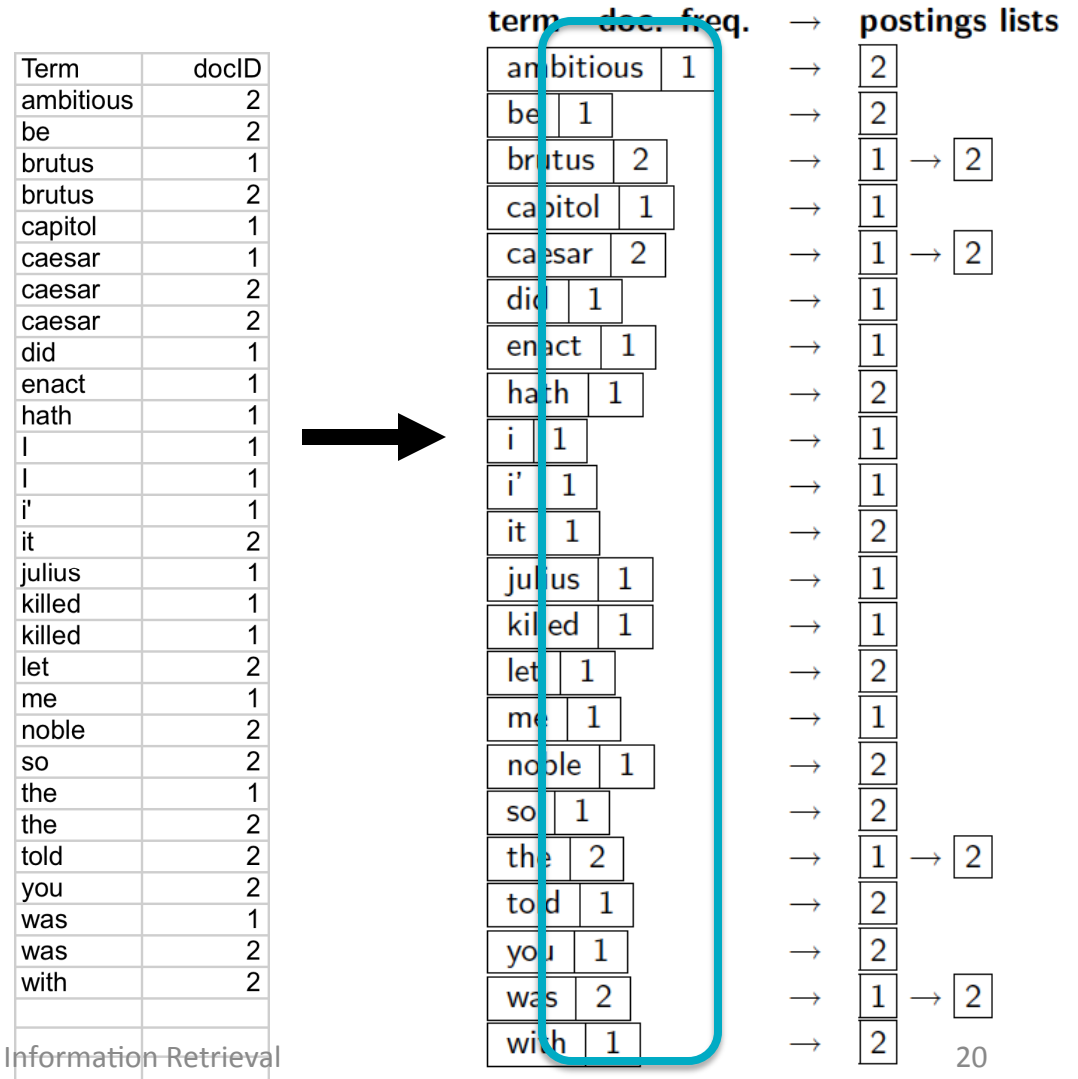 Term docID
ambitious 2
be 2
brutus 1
brutus 2
capitol 1
caesar 1
caesar 2
caesar 2
did 1
enact 1
hath 1
I 1
I 1
i' 1
it 2
julius 1
killed 1
killed 1
let 2
me 1
noble 2
so 2
the 1
the 2
told 2
you 2
was 1
was 2
with 2
term doc. freq. → postings lists
ambitious 1 → 2
be 1 → 2
brutus 2 → 1 → 2
capitol 1 → 1
caesar 2 → 1 → 2
did 1 → 1
enact 1 → 1
hath 1 → 2
i 1 → 1
i’ 1 → 1
it 1 → 2
julius 1 → 1
killed 1 → 1
let 1 → 2
me 1 → 1
noble 1 → 2
so 1 → 2
the 2 → 1 → 2
told 1 → 2
you 1 → 2
was 2 → 1 → 2
with 1 → 2
Information Retrieval 20